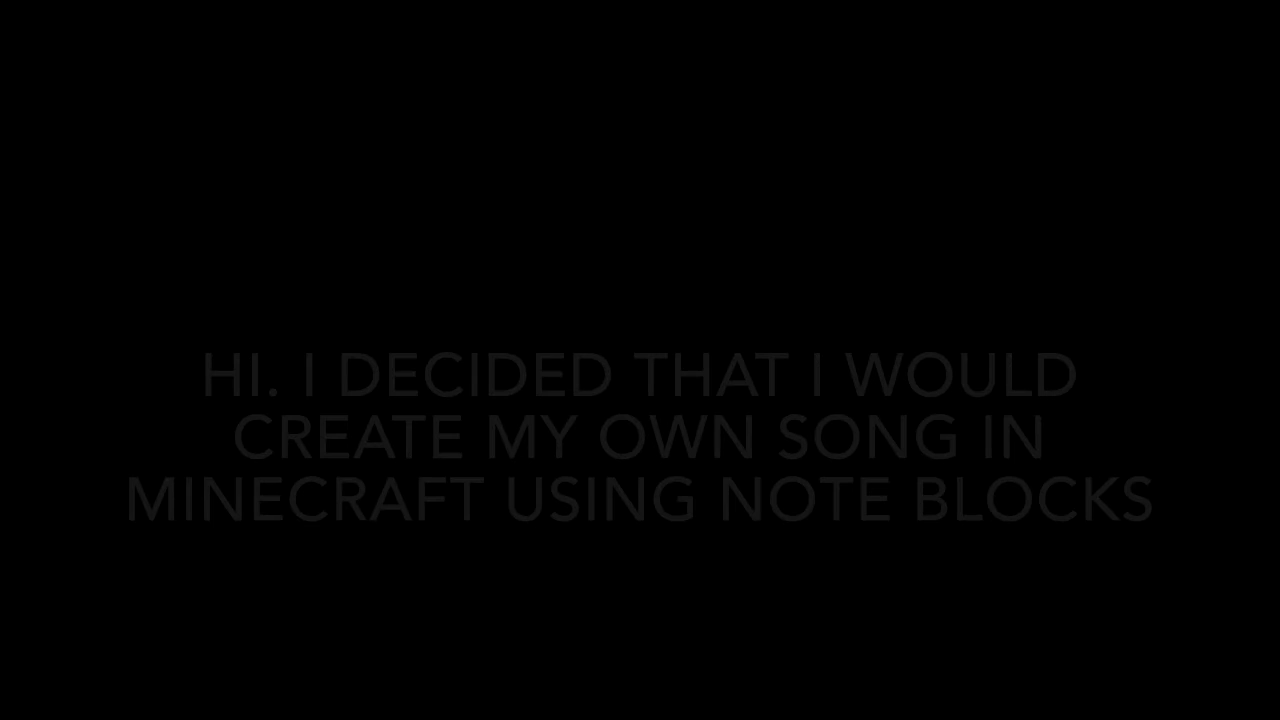 HI. I DECIDED THAT I WOULD
CREATE MY OWN SONG IN
MINECRAFT USING NOTE BLOCKS